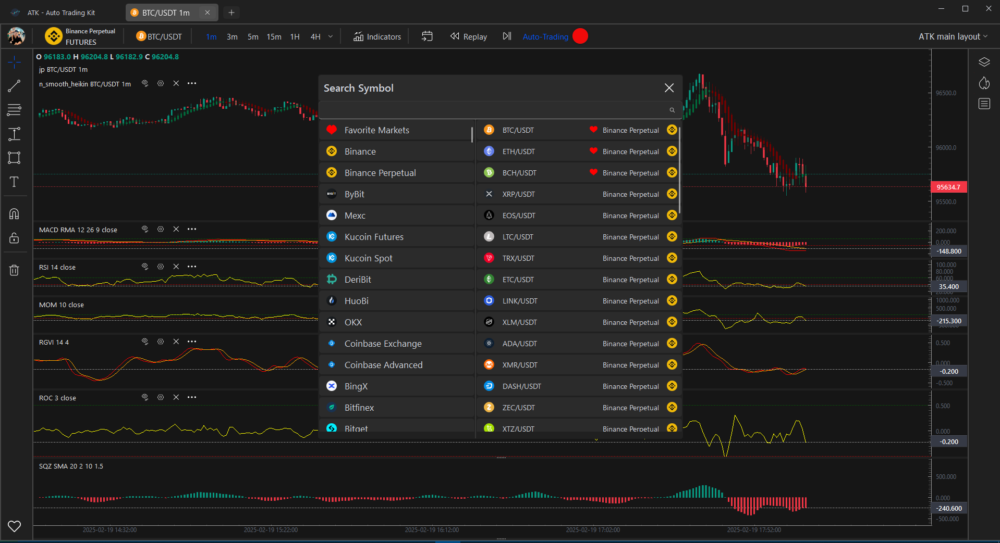 ATK - Auto Trading Kit
BTC/USDT 1m
Binance Perpetual
FUTURES
BTC/USDT
1m 3m 5m 15m 1H 4H
Indicators
Replay
Auto-Trading
ATK main layout
O 96183.0 H 96204.8 L 96182.9 C 96204.8
jp BTC/USDT 1m
n_smooth_heikin BTC/USDT 1m
Search Symbol
Favorite Markets
Binance
Binance Perpetual
ByBit
Mexc
Kucoin Futures
Kucoin Spot
DeriBit
HuoBi
OKX
Coinbase Exchange
Coinbase Advanced
BingX
Bitfinex
Bitget
BTC/USDT Binance Perpetual
ETH/USDT Binance Perpetual
BCH/USDT Binance Perpetual
XRP/USDT Binance Perpetual
EOS/USDT Binance Perpetual
LTC/USDT Binance Perpetual
TRX/USDT Binance Perpetual
ETC/USDT Binance Perpetual
LINK/USDT Binance Perpetual
XLM/USDT Binance Perpetual
ADA/USDT Binance Perpetual
XMR/USDT Binance Perpetual
DASH/USDT Binance Perpetual
ZEC/USDT Binance Perpetual
XTZ/USDT Binance Perpetual
96500.0
96000.0
95634.7
95500.0
MACD RMA 12 26 9 close
200.000
0.000
-148.800
RSI 14 close
100.000
80.000
60.000
35.400
20.000
MOM 10 close
1000.000
500.000
-215.300
RGVI 14 4
0.500
0.000
-0.200
-0.500
ROC 3 close
0.500
0.000
-0.200
SQZ SMA 20 2 10 1.5
500.000
0.000
-240.600
-500.000
2025-02-19 14:32:00
2025-02-19 15:22:00
2025-02-19 16:12:00
2025-02-19 17:02:00
2025-02-19 17:52:00